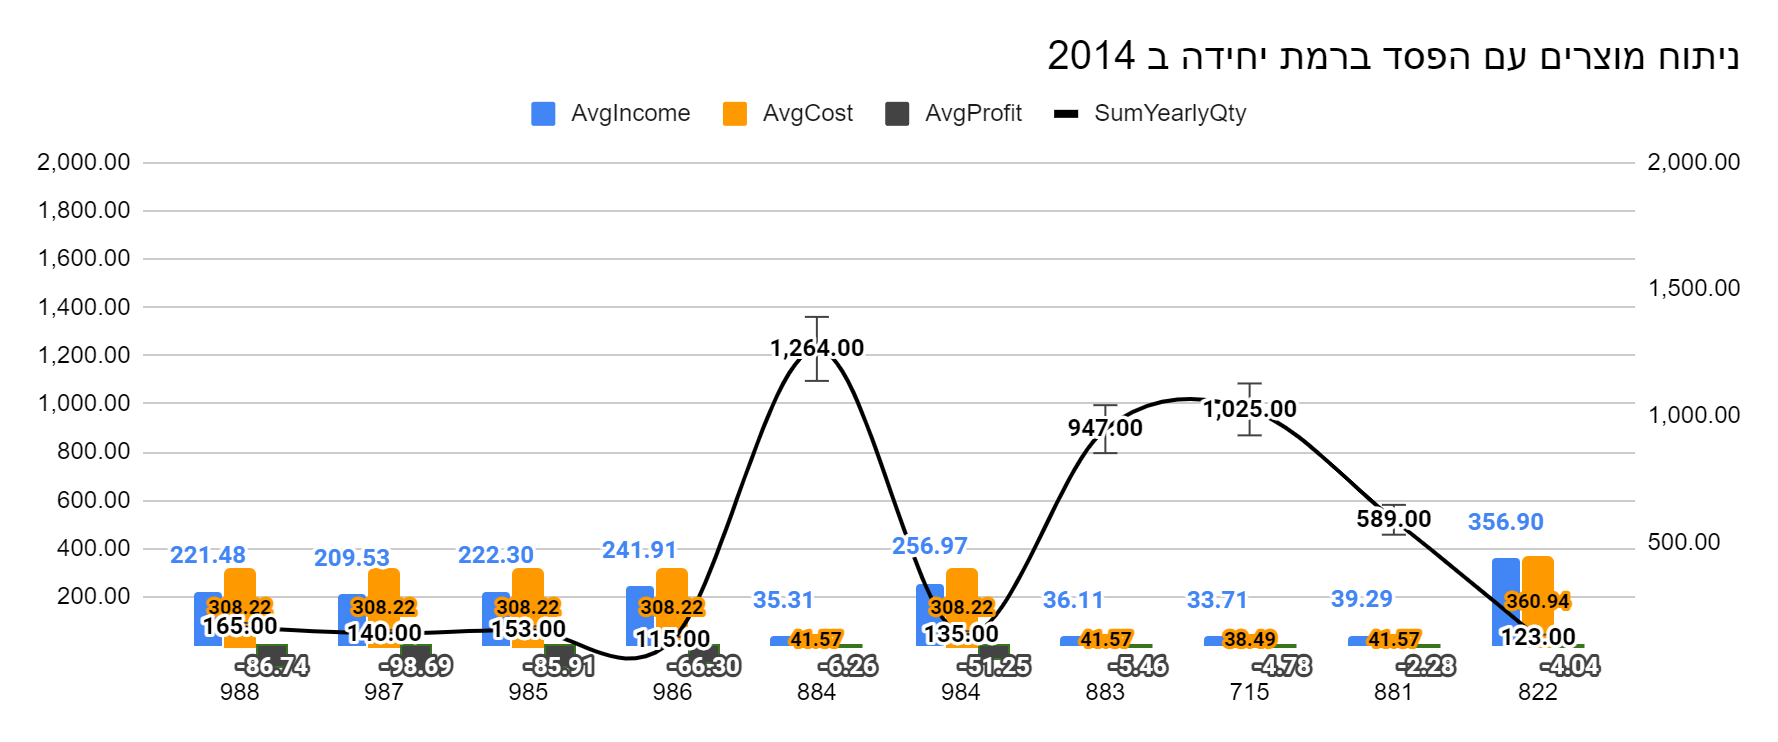 ניתוח מוצרים עם הפסד ברמת יחידה ב 2014
AvgIncome AvgCost AvgProfit SumYearlyQty
2,000.00 2,000.00
1,800.00
1,600.00
1,500.00
1,400.00
1,264.00
1,200.00
1,000.00 1,025.00
947.00 1,000.00
800.00
600.00 589.00 356.90
400.00 221.48 209.53 222.30 241.91 256.97 500.00
200.00 308.22 308.22 308.22 308.22 35.31 308.22 36.11 33.71 39.29 360.94
165.00 140.00 153.00 115.00 41.57 135.00 41.57 38.49 41.57 123.00
-86.74 -98.69 -85.91 -66.30 -6.26 -51.25 -5.46 -4.78 -2.28 -4.04
988 987 985 986 884 984 883 715 881 822